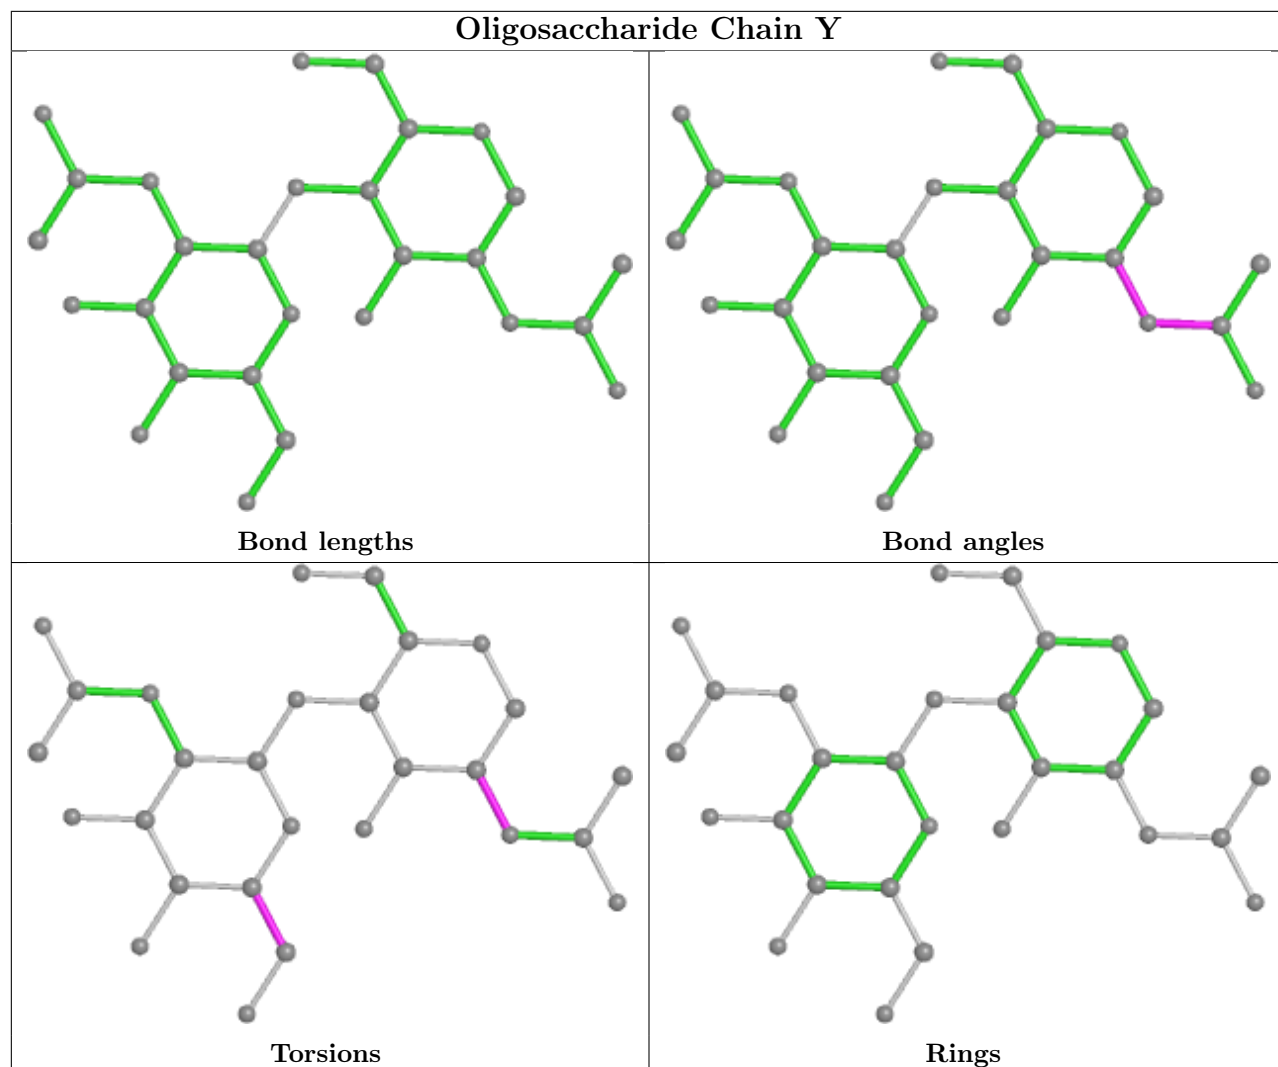 Oligosaccharide Chain Y
Bond lengths
Bond angles
Torsions
Rings